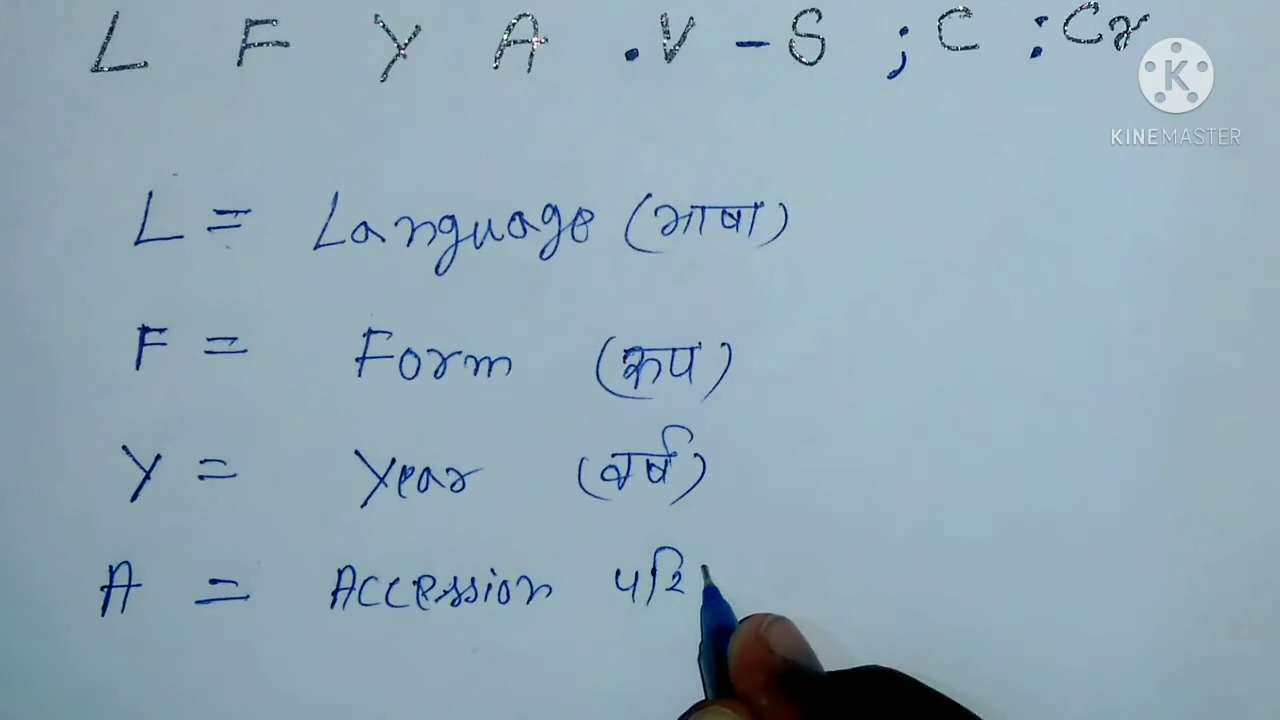 L F Y A .V - S ; C : Cr
KINEMASTER
L = Language (भाषा)
F = Form (रूप)
Y = Year (वर्ष)
A = Accession परि